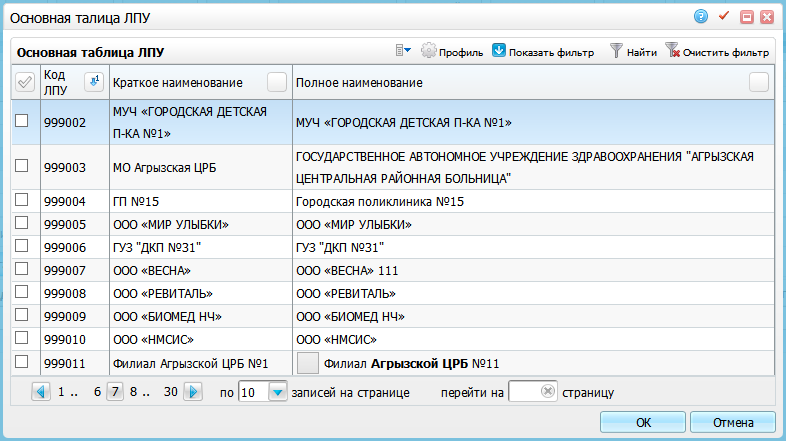 Основная талица ЛПУ
Основная таблица ЛПУ Профиль Показать фильтр Найти Очистить фильтр
Код ЛПУ Краткое наименование Полное наименование
999002 МУЧ «ГОРОДСКАЯ ДЕТСКАЯ П-КА №1» МУЧ «ГОРОДСКАЯ ДЕТСКАЯ П-КА №1»
999003 МО Агрызская ЦРБ ГОСУДАРСТВЕННОЕ АВТОНОМНОЕ УЧРЕЖДЕНИЕ ЗДРАВООХРАНЕНИЯ "АГРЫЗСКАЯ ЦЕНТРАЛЬНАЯ РАЙОННАЯ БОЛЬНИЦА"
999004 ГП №15 Городская поликлиника №15
999005 ООО «МИР УЛЫБКИ» ООО «МИР УЛЫБКИ»
999006 ГУЗ "ДКП №31" ГУЗ "ДКП №31"
999007 ООО «ВЕСНА» ООО «ВЕСНА» 111
999008 ООО «РЕВИТАЛЬ» ООО «РЕВИТАЛЬ»
999009 ООО «БИОМЕД НЧ» ООО «БИОМЕД НЧ»
999010 ООО «НМСИС» ООО «НМСИС»
999011 Филиал Агрызской ЦРБ №1 Филиал Агрызской ЦРБ №11
1 .. 6 7 8 .. 30 по 10 записей на странице перейти на страницу
ОК Отмена